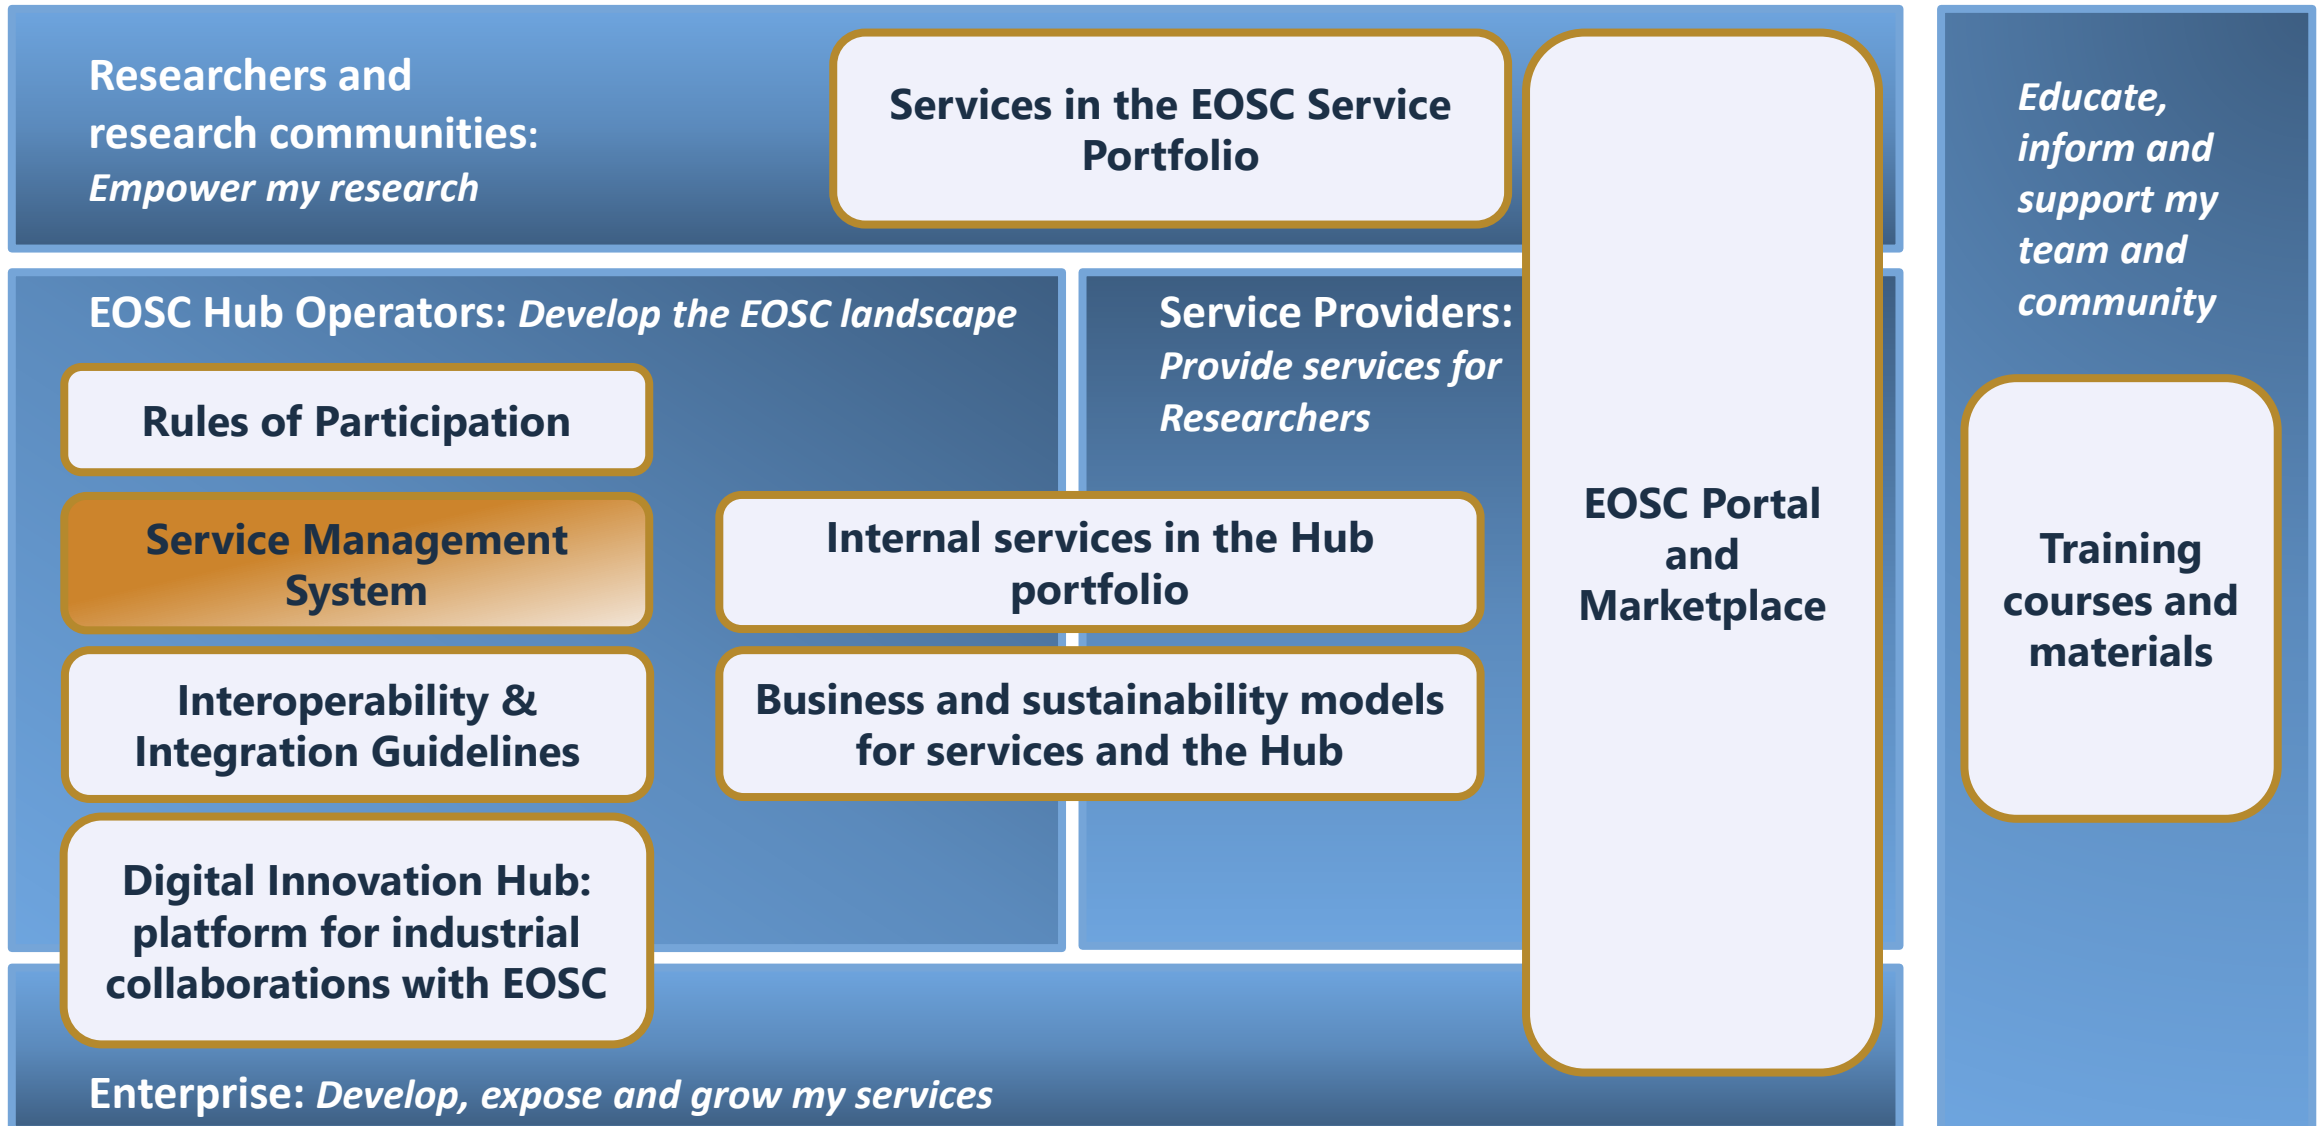 Researchers and
research communities:
Empower my research
Services in the EOSC Service
Portfolio
EOSC Hub Operators: Develop the EOSC landscape
Rules of Participation
Service Management
System
Interoperability &
Integration Guidelines
Digital Innovation Hub:
platform for industrial
collaborations with EOSC
Service Providers:
Provide services for
Researchers
Internal services in the Hub
portfolio
Business and sustainability models
for services and the Hub
EOSC Portal
and
Marketplace
Enterprise: Develop, expose and grow my services
Educate,
inform and
support my
team and
community
Training
courses and
materials